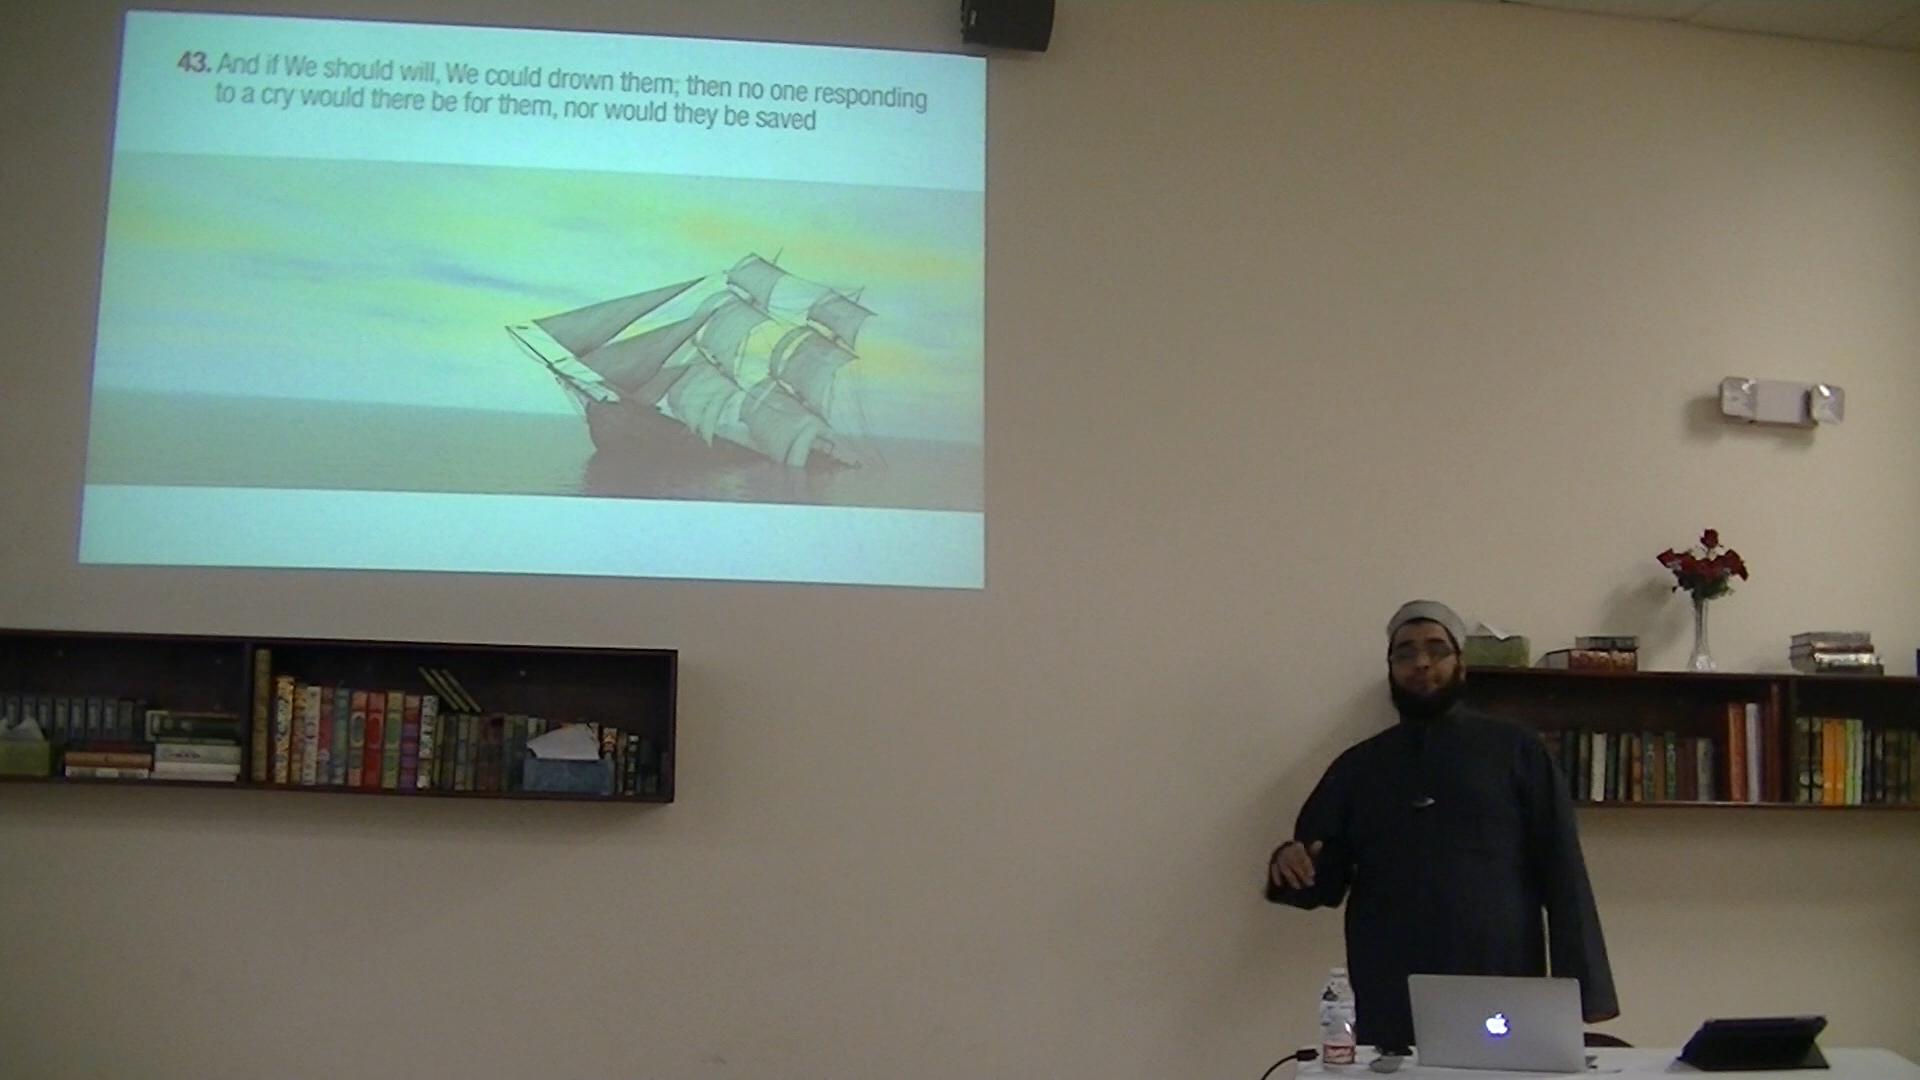 43. And if We should will, We could drown them; then no one responding
to a cry would there be for them, nor would they be saved